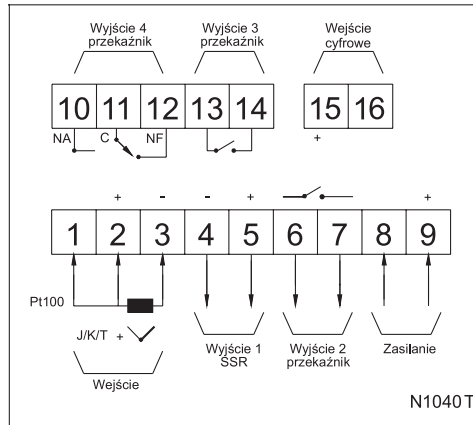 Wyjście 4 przekaźnik
Wyjście 3 przekaźnik
Wejście cyfrowe
10 11 12 13 14 15 16
NA C NF +
+ - - + +
1 2 3 4 5 6 7 8 9
Pt100
J/K/T +
Wejście
Wyjście 1 SSR
Wyjście 2 przekaźnik
Zasilanie
N1040T